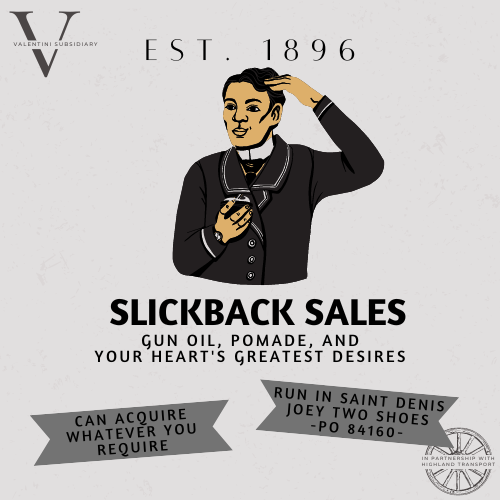 V
VALENTINI SUBSIDIARY
EST. 1896
SLICKBACK SALES
GUN OIL, POMADE, AND
YOUR HEART'S GREATEST DESIRES
CAN ACQUIRE
WHATEVER YOU
REQUIRE
RUN IN SAINT DENIS
JOEY TWO SHOES
-PO 84160-
IN PARTNERSHIP WITH
HIGHLAND TRANSPORT